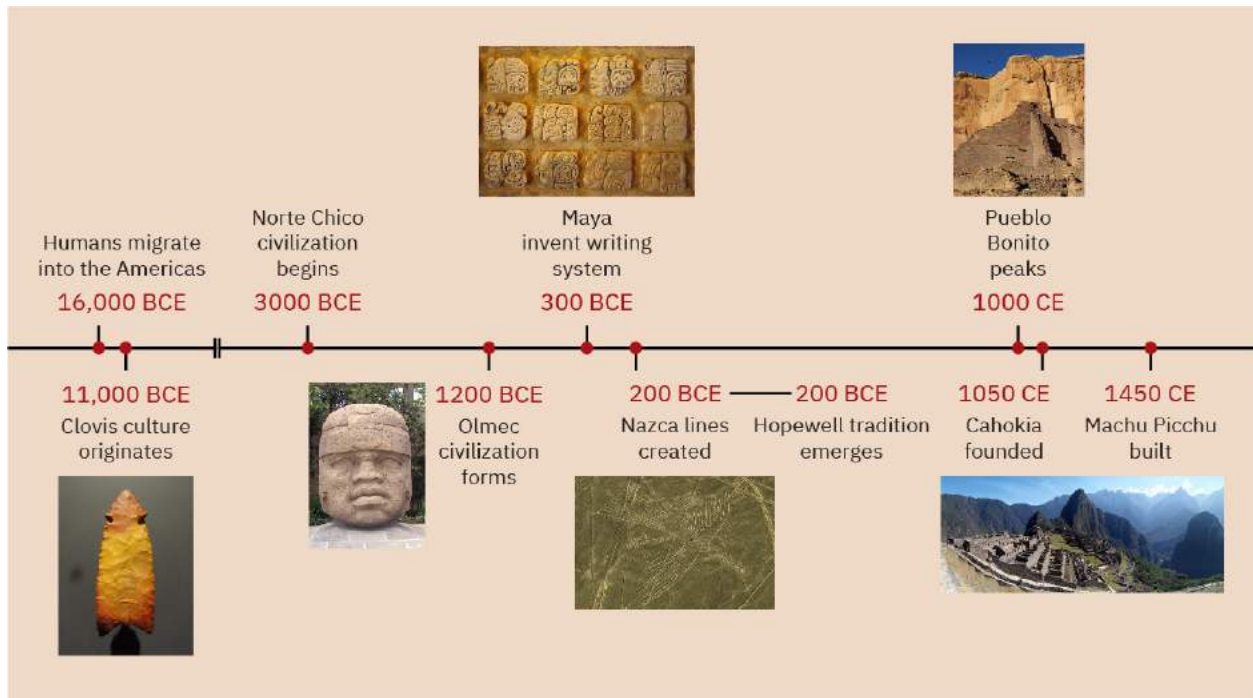 Humans migrate
into the Americas
16,000 BCE
11,000 BCE
Clovis culture
originates
Norte Chico
civilization
begins
3000 BCE
1200 BCE
Olmec
civilization
forms
Maya
invent writing
system
300 BCE
200 BCE
Nazca lines
created
200 BCE
Hopewell tradition
emerges
Pueblo
Bonito
peaks
1000 CE
1050 CE
Cahokia
founded
1450 CE
Machu Picchu
built